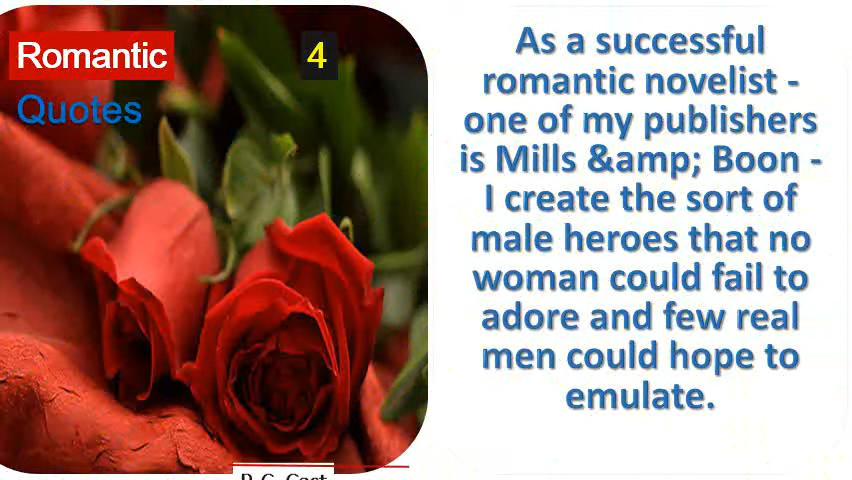 Romantic
4
Quotes
As a successful
romantic novelist -
one of my publishers
is Mills &amp; Boon -
I create the sort of
male heroes that no
woman could fail to
adore and few real
men could hope to
emulate.